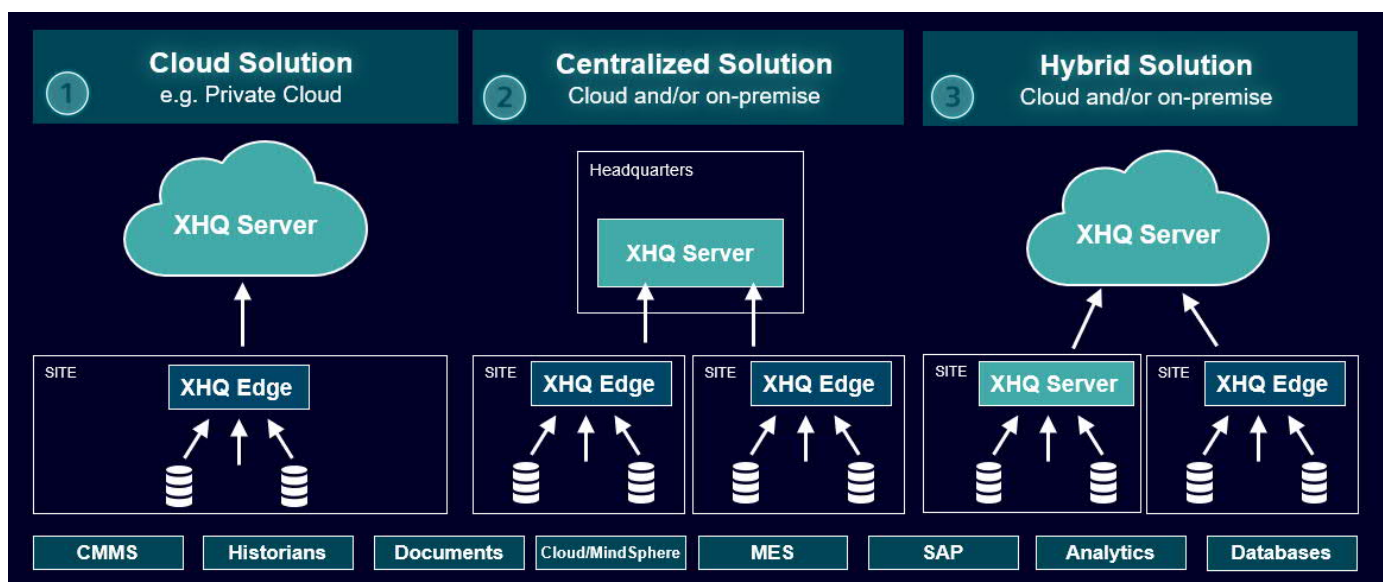 1
Cloud Solution
e.g. Private Cloud
2
Centralized Solution
Cloud and/or on-premise
3
Hybrid Solution
Cloud and/or on-premise
XHQ Server
Headquarters
XHQ Server
XHQ Server
SITE
XHQ Edge
SITE
XHQ Edge
SITE
XHQ Edge
SITE
XHQ Server
SITE
XHQ Edge
CMMS
Historians
Documents
Cloud/MindSphere
MES
SAP
Analytics
Databases